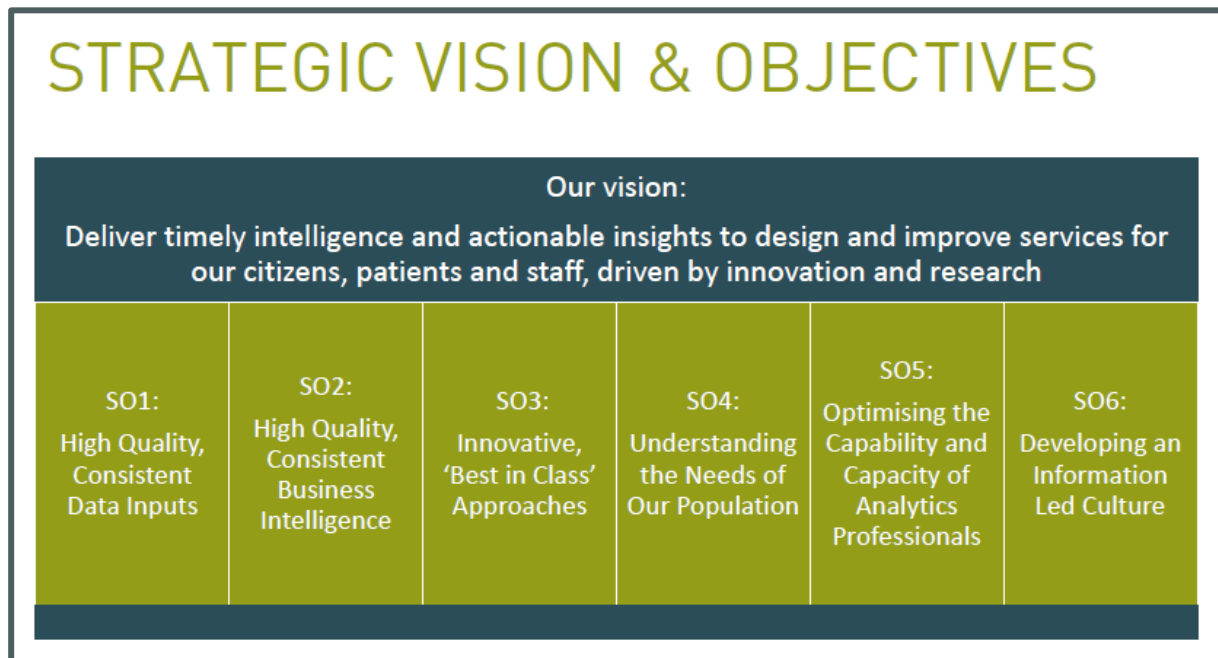 STRATEGIC VISION & OBJECTIVES
Our vision:
Deliver timely intelligence and actionable insights to design and improve services for
our citizens, patients and staff, driven by innovation and research
SO1:
High Quality,
Consistent
Data Inputs
SO2:
High Quality,
Consistent
Business
Intelligence
SO3:
Innovative,
‘Best in Class’
Approaches
SO4:
Understanding
the Needs of
Our Population
SO5:
Optimising the
Capability and
Capacity of
Analytics
Professionals
SO6:
Developing an
Information
Led Culture